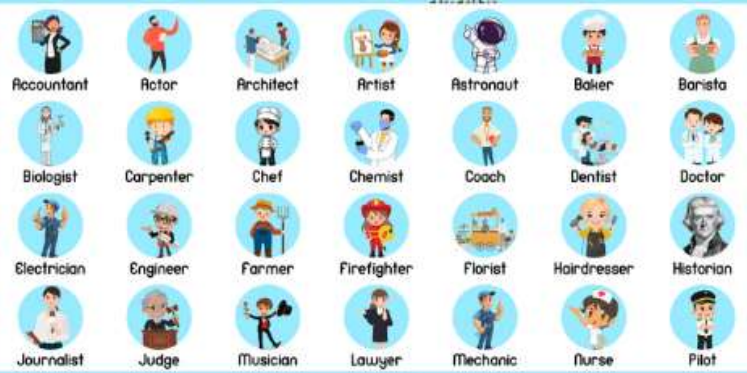 Accountant Actor Architect Artist Astronaut Baker Barista
Biologist Carpenter Chef Chemist Coach Dentist Doctor
Electrician Engineer Farmer Firefighter Florist Hairdresser Historian
Journalist Judge Musician Lawyer Mechanic Nurse Pilot